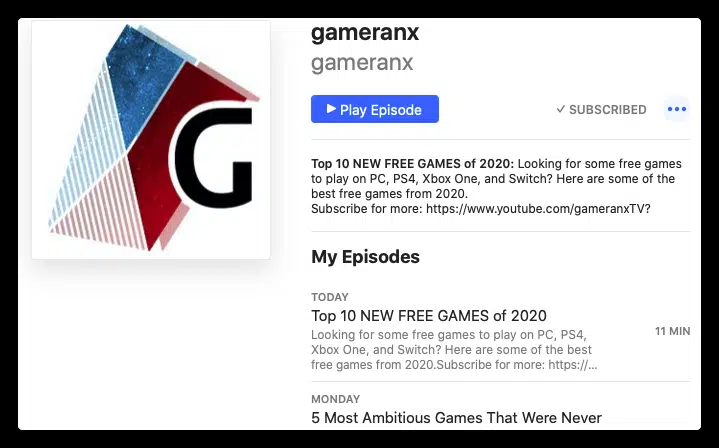 gameranx
gameranx
G
Play Episode
✓ SUBSCRIBED
Top 10 NEW FREE GAMES of 2020: Looking for some free games
to play on PC, PS4, Xbox One, and Switch? Here are some of the
best free games from 2020.
Subscribe for more: https://www.youtube.com/gameranxTV?
My Episodes
TODAY
Top 10 NEW FREE GAMES of 2020
11 MIN
Looking for some free games to play on PC, PS4,
Xbox One, and Switch? Here are some of the best
free games from 2020.Subscribe for more: https://...
MONDAY
5 Most Ambitious Games That Were Never